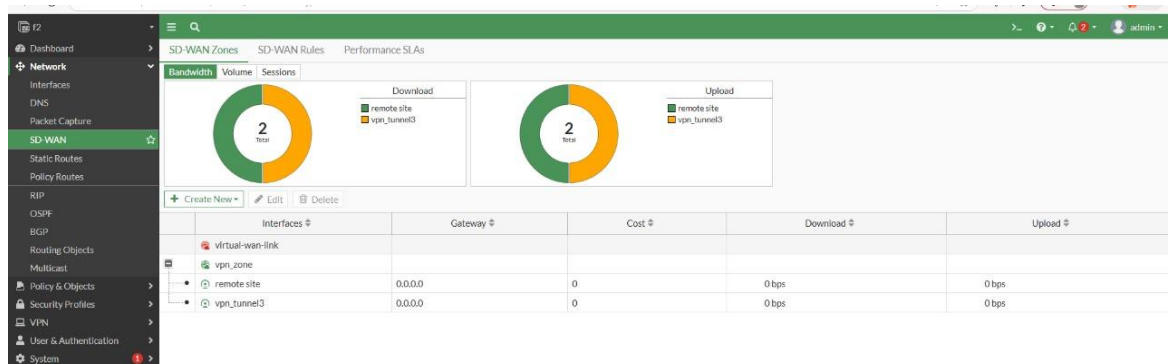 f2
>_ 2 admin
Dashboard
SD-WAN Zones SD-WAN Rules Performance SLAs
Network
Bandwidth Volume Sessions
Interfaces
DNS
Packet Capture
SD-WAN
Static Routes
Policy Routes
RIP
OSPF
BGP
Routing Objects
Multicast
Policy & Objects
Security Profiles
VPN
User & Authentication
System 1
Download
remote site
vpn_tunnel3
2
Total
Upload
remote site
vpn_tunnel3
2
Total
+ Create New Edit Delete
Interfaces Gateway Cost Download Upload
virtual-wan-link
vpn_zone
remote site 0.0.0.0 0 0 bps 0 bps
vpn_tunnel3 0.0.0.0 0 0 bps 0 bps